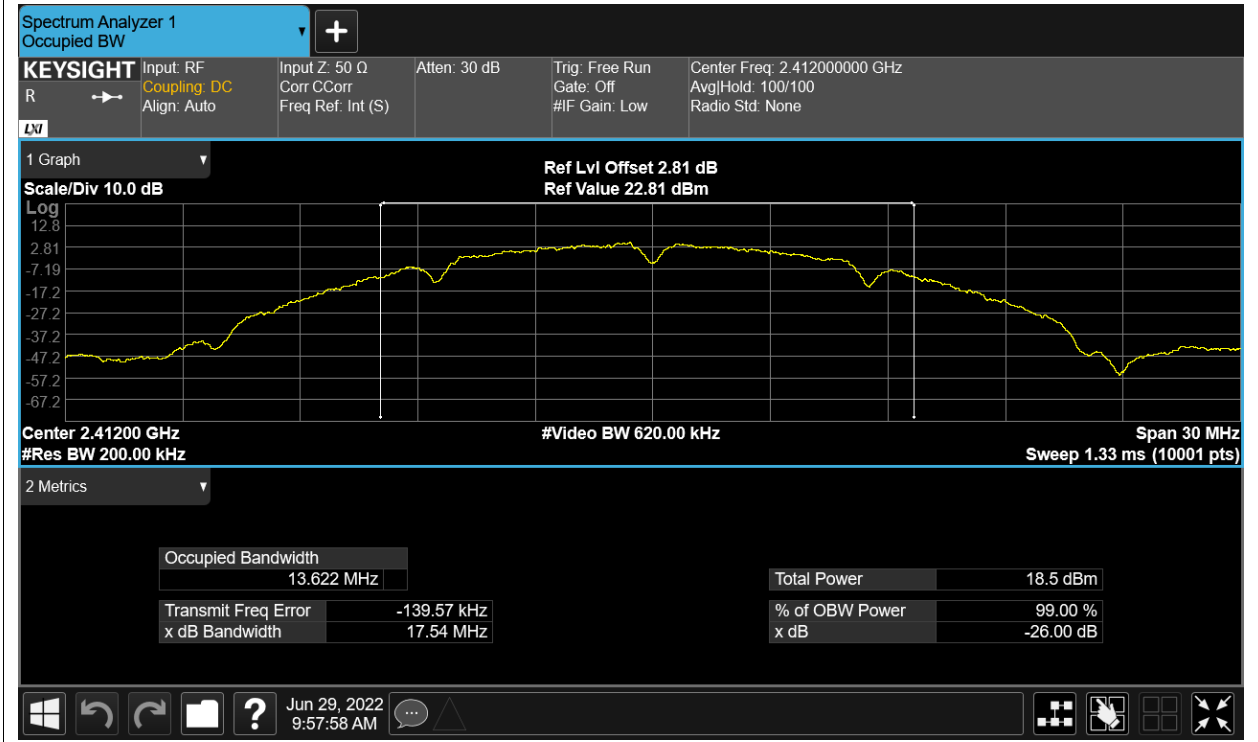 Spectrum Analyzer 1
Occupied BW
KEYSIGHT
R
LXI
Input: RF
Coupling: DC
Align: Auto
Input Z: 50 Ω
Corr CCorr
Freq Ref: Int (S)
Atten: 30 dB
Trig: Free Run
Gate: Off
#IF Gain: Low
Center Freq: 2.412000000 GHz
Avg|Hold: 100/100
Radio Std: None
1 Graph
Scale/Div 10.0 dB
Ref Lvl Offset 2.81 dB
Ref Value 22.81 dBm
Log
12.8
2.81
-7.19
-17.2
-27.2
-37.2
-47.2
-57.2
-67.2
Center 2.41200 GHz
#Video BW 620.00 kHz
Span 30 MHz
#Res BW 200.00 kHz
Sweep 1.33 ms (10001 pts)
2 Metrics
Occupied Bandwidth
13.622 MHz
Total Power 18.5 dBm
Transmit Freq Error -139.57 kHz
% of OBW Power 99.00 %
x dB Bandwidth 17.54 MHz
x dB -26.00 dB
?
Jun 29, 2022
9:57:58 AM